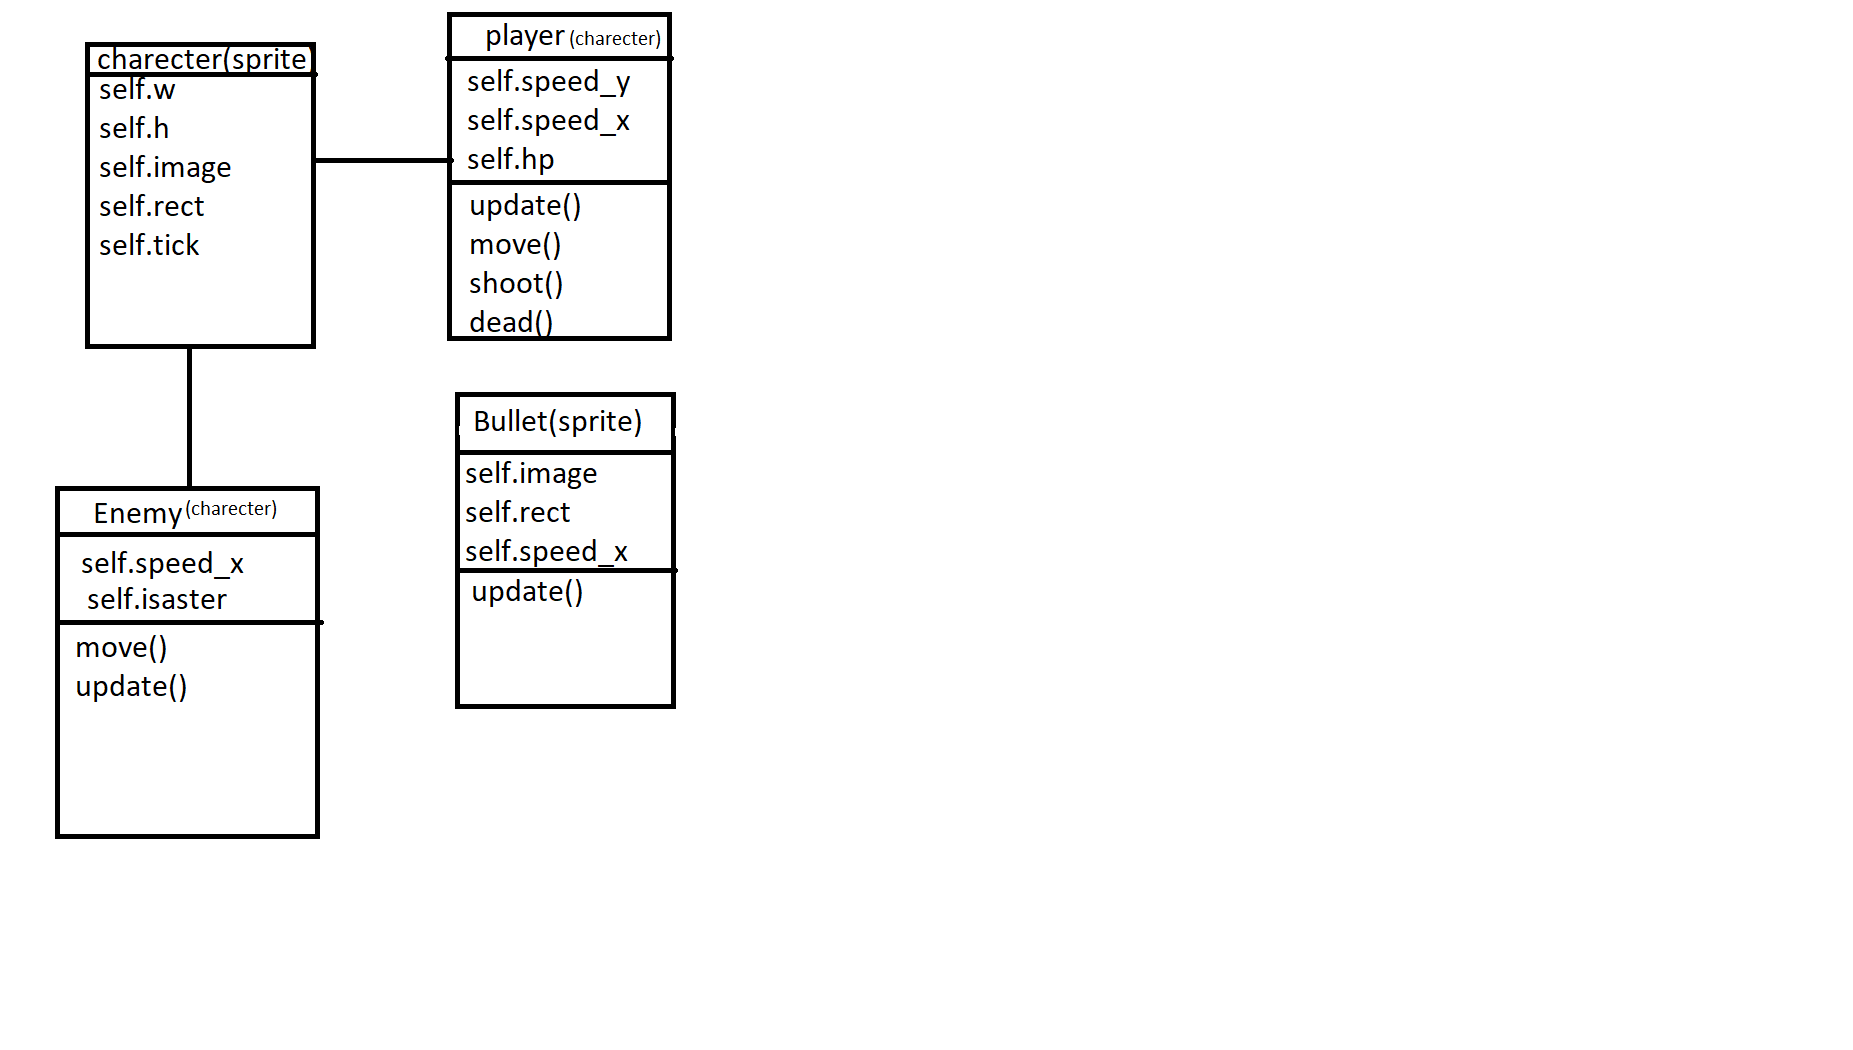 charecter(sprite)
self.w
self.h
self.image
self.rect
self.tick
player (charecter)
self.speed_y
self.speed_x
self.hp
update()
move()
shoot()
dead()
Enemy (charecter)
self.speed_x
self.isaster
move()
update()
Bullet(sprite)
self.image
self.rect
self.speed_x
update()